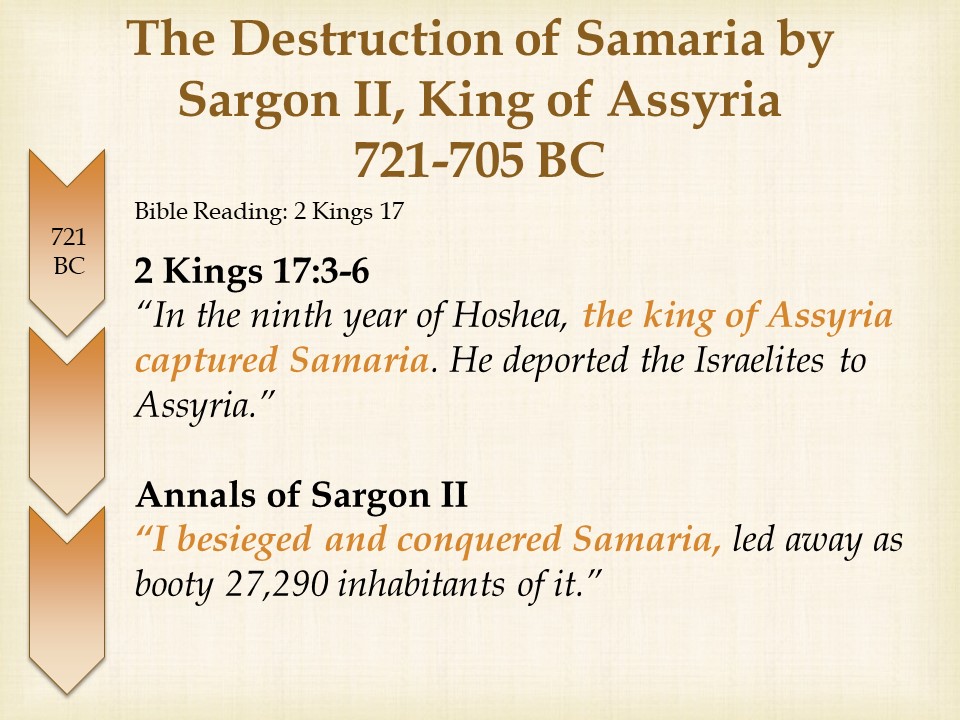 The Destruction of Samaria by
Sargon II, King of Assyria
721-705 BC
721
BC
Bible Reading: 2 Kings 17
2 Kings 17:3-6
“In the ninth year of Hoshea, the king of Assyria
captured Samaria. He deported the Israelites to
Assyria.”
Annals of Sargon II
“I besieged and conquered Samaria, led away as
booty 27,290 inhabitants of it.”